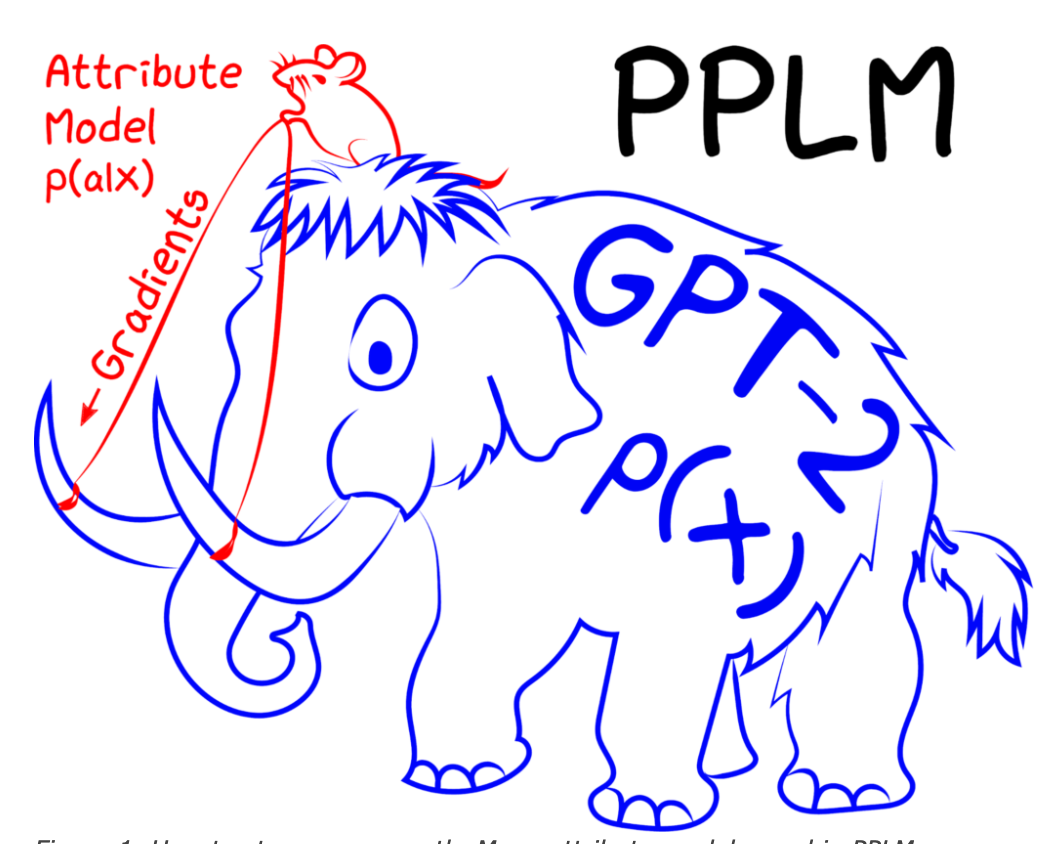 Attribute
Model
p(a|x)
Gradients
PPLM
GPT-2
p(x)